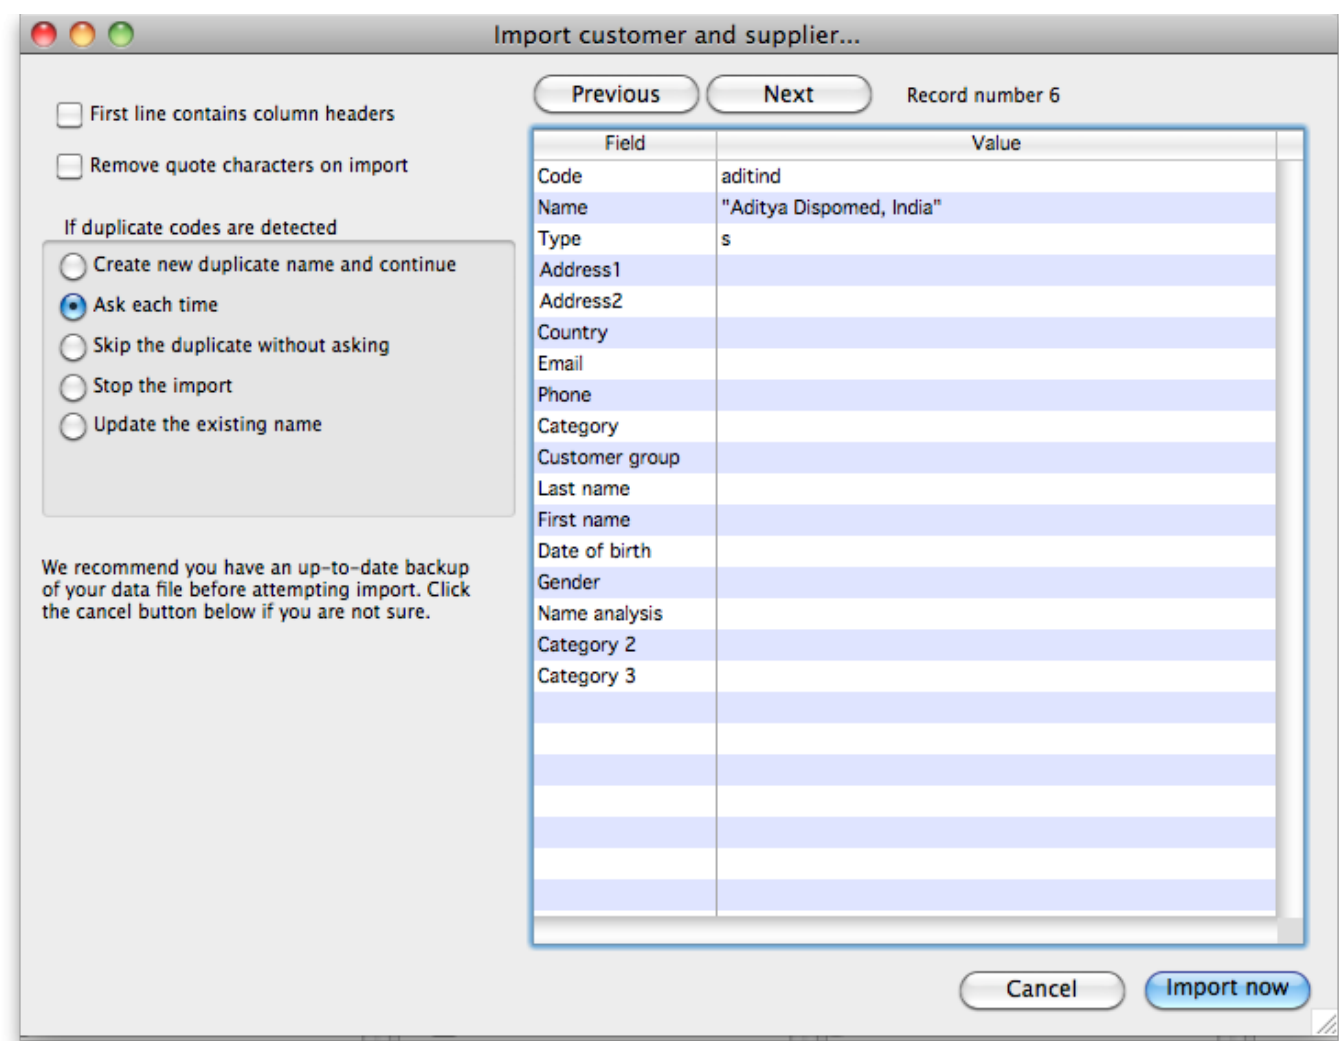 Import customer and supplier...
First line contains column headers
Remove quote characters on import
If duplicate codes are detected
Create new duplicate name and continue
Ask each time
Skip the duplicate without asking
Stop the import
Update the existing name
We recommend you have an up-to-date backup
of your data file before attempting import. Click
the cancel button below if you are not sure.
Previous Next Record number 6
Field Value
Code aditind
Name "Aditya Dispomed, India"
Type s
Address1
Address2
Country
Email
Phone
Category
Customer group
Last name
First name
Date of birth
Gender
Name analysis
Category 2
Category 3
Cancel Import now